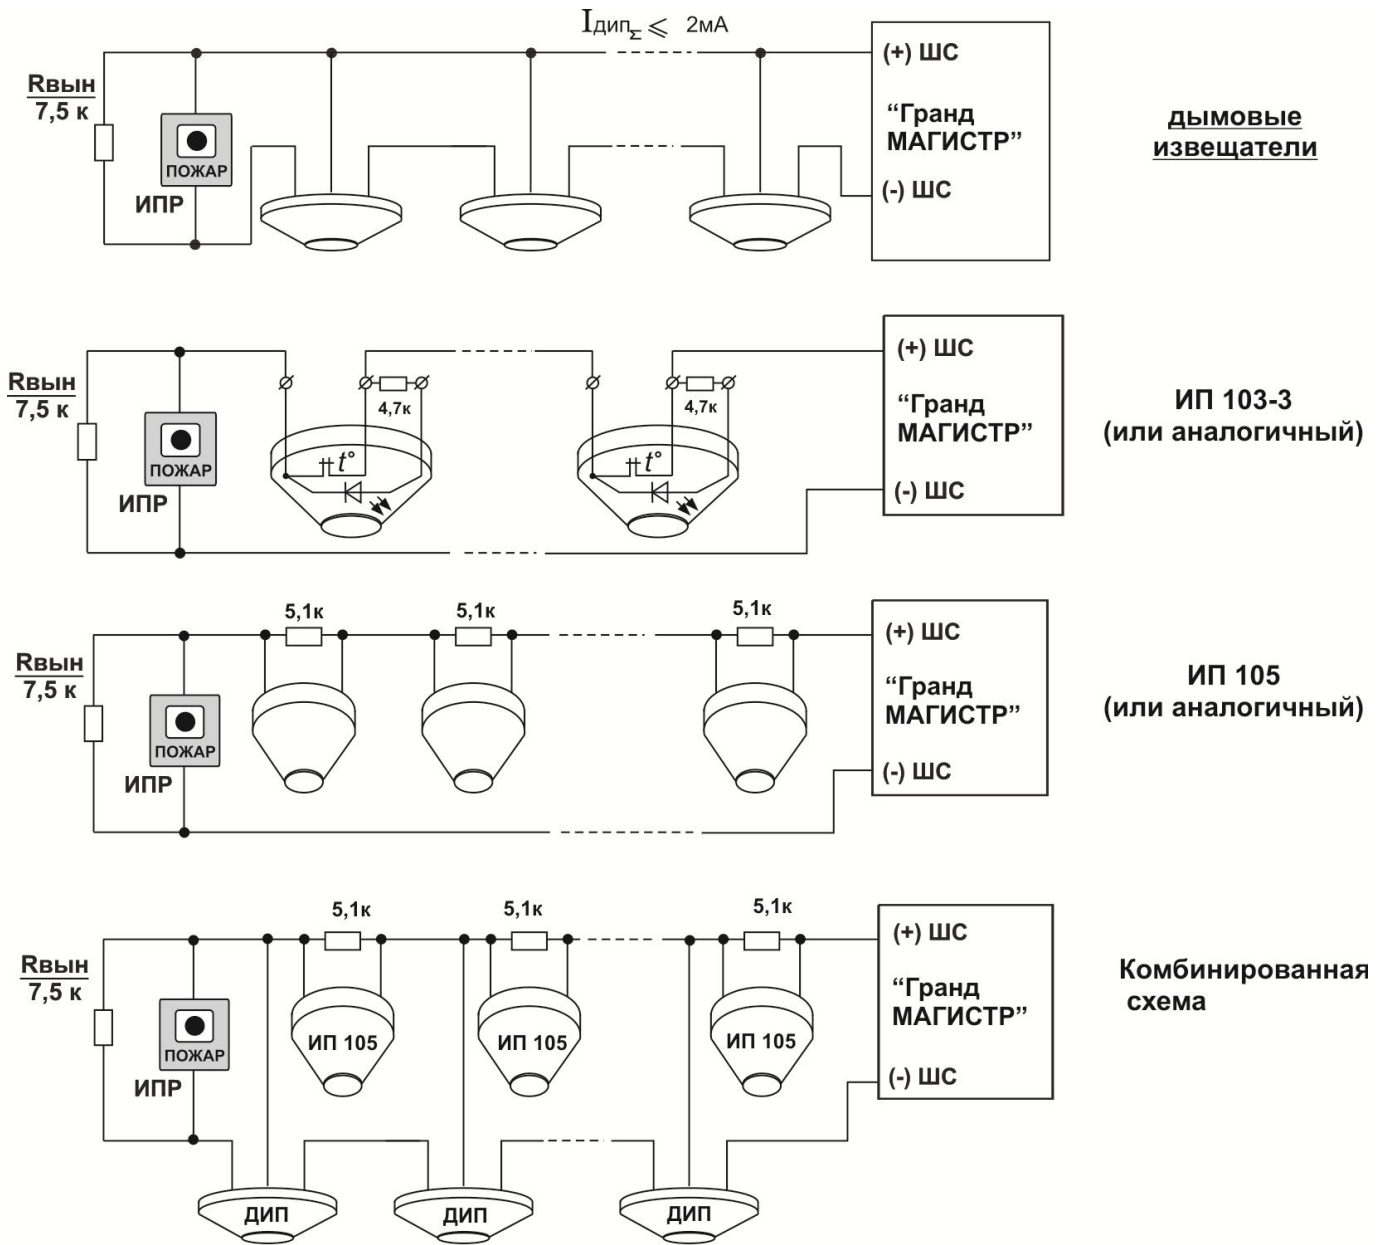 Iдип Σ ⩽ 2мА
Rвын
7,5 к
ПОЖАР
ИПР
(+) ШС
“Гранд
МАГИСТР”
(-) ШС
дымовые
извещатели
Rвын
7,5 к
ПОЖАР
ИПР
4,7к
t°
4,7к
t°
(+) ШС
“Гранд
МАГИСТР”
(-) ШС
ИП 103-3
(или аналогичный)
Rвын
7,5 к
ПОЖАР
ИПР
5,1к
5,1к
5,1к
(+) ШС
“Гранд
МАГИСТР”
(-) ШС
ИП 105
(или аналогичный)
Rвын
7,5 к
ПОЖАР
ИПР
5,1к
5,1к
5,1к
ИП 105
ИП 105
ИП 105
ДИП
ДИП
ДИП
(+) ШС
“Гранд
МАГИСТР”
(-) ШС
Комбинированная
схема